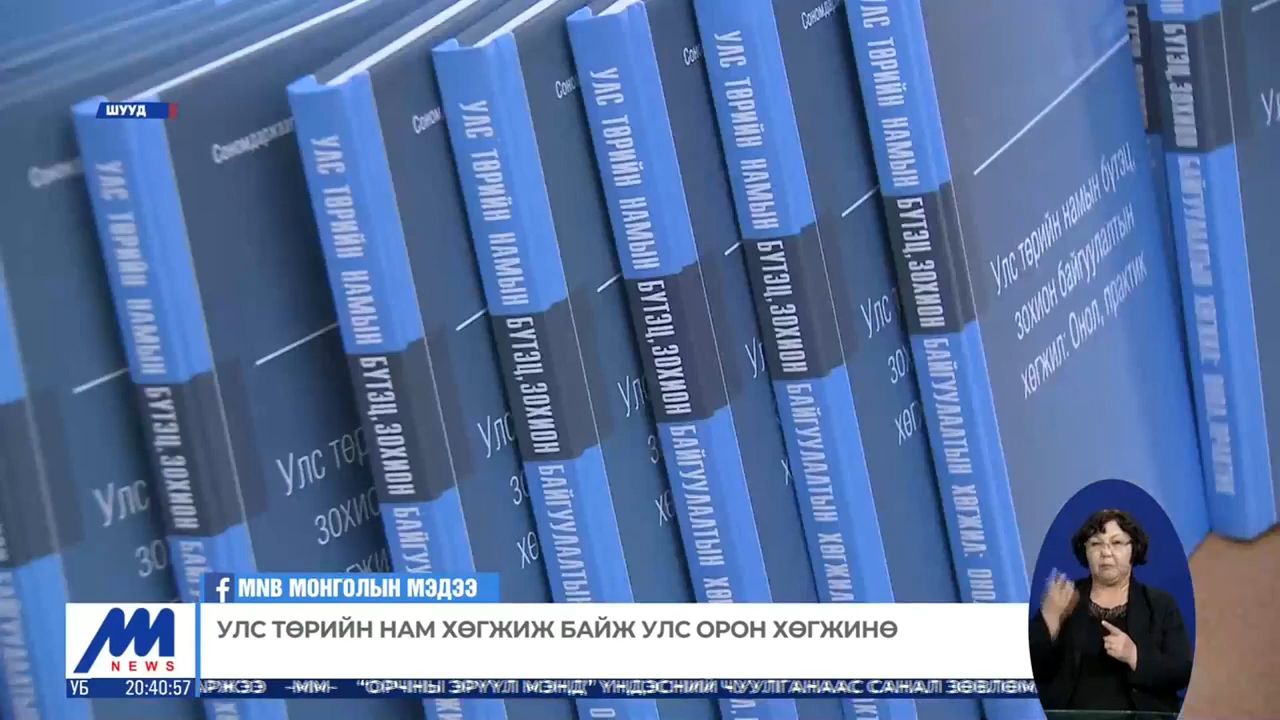 ШУУД
Сономдаржаа
УЛС ТӨРИЙН НАМЫН БҮТЭЦ, ЗОХИОН БАЙГУУЛАЛТЫН ХӨГЖИЛ:
Улс төрийн намын бүтэц,
зохион байгуулалтын
хөгжил: Онол, практик
MNB МОНГОЛЫН МЭДЭЭ
УЛС ТӨРИЙН НАМ ХӨГЖИЖ БАЙЖ УЛС ОРОН ХӨГЖИНӨ
NEWS
УБ 20:40:57
-ММ- “ОРЧНЫ ЭРҮҮЛ МЭНД” ҮНДЭСНИЙ ЧУУЛГАНААС САНАЛ ЗӨВЛӨМ